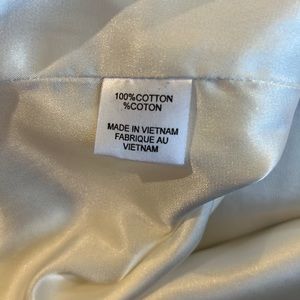 100%COTTON
%COTON
MADE IN VIETNAM
FABRIQUE AU
VIETNAM